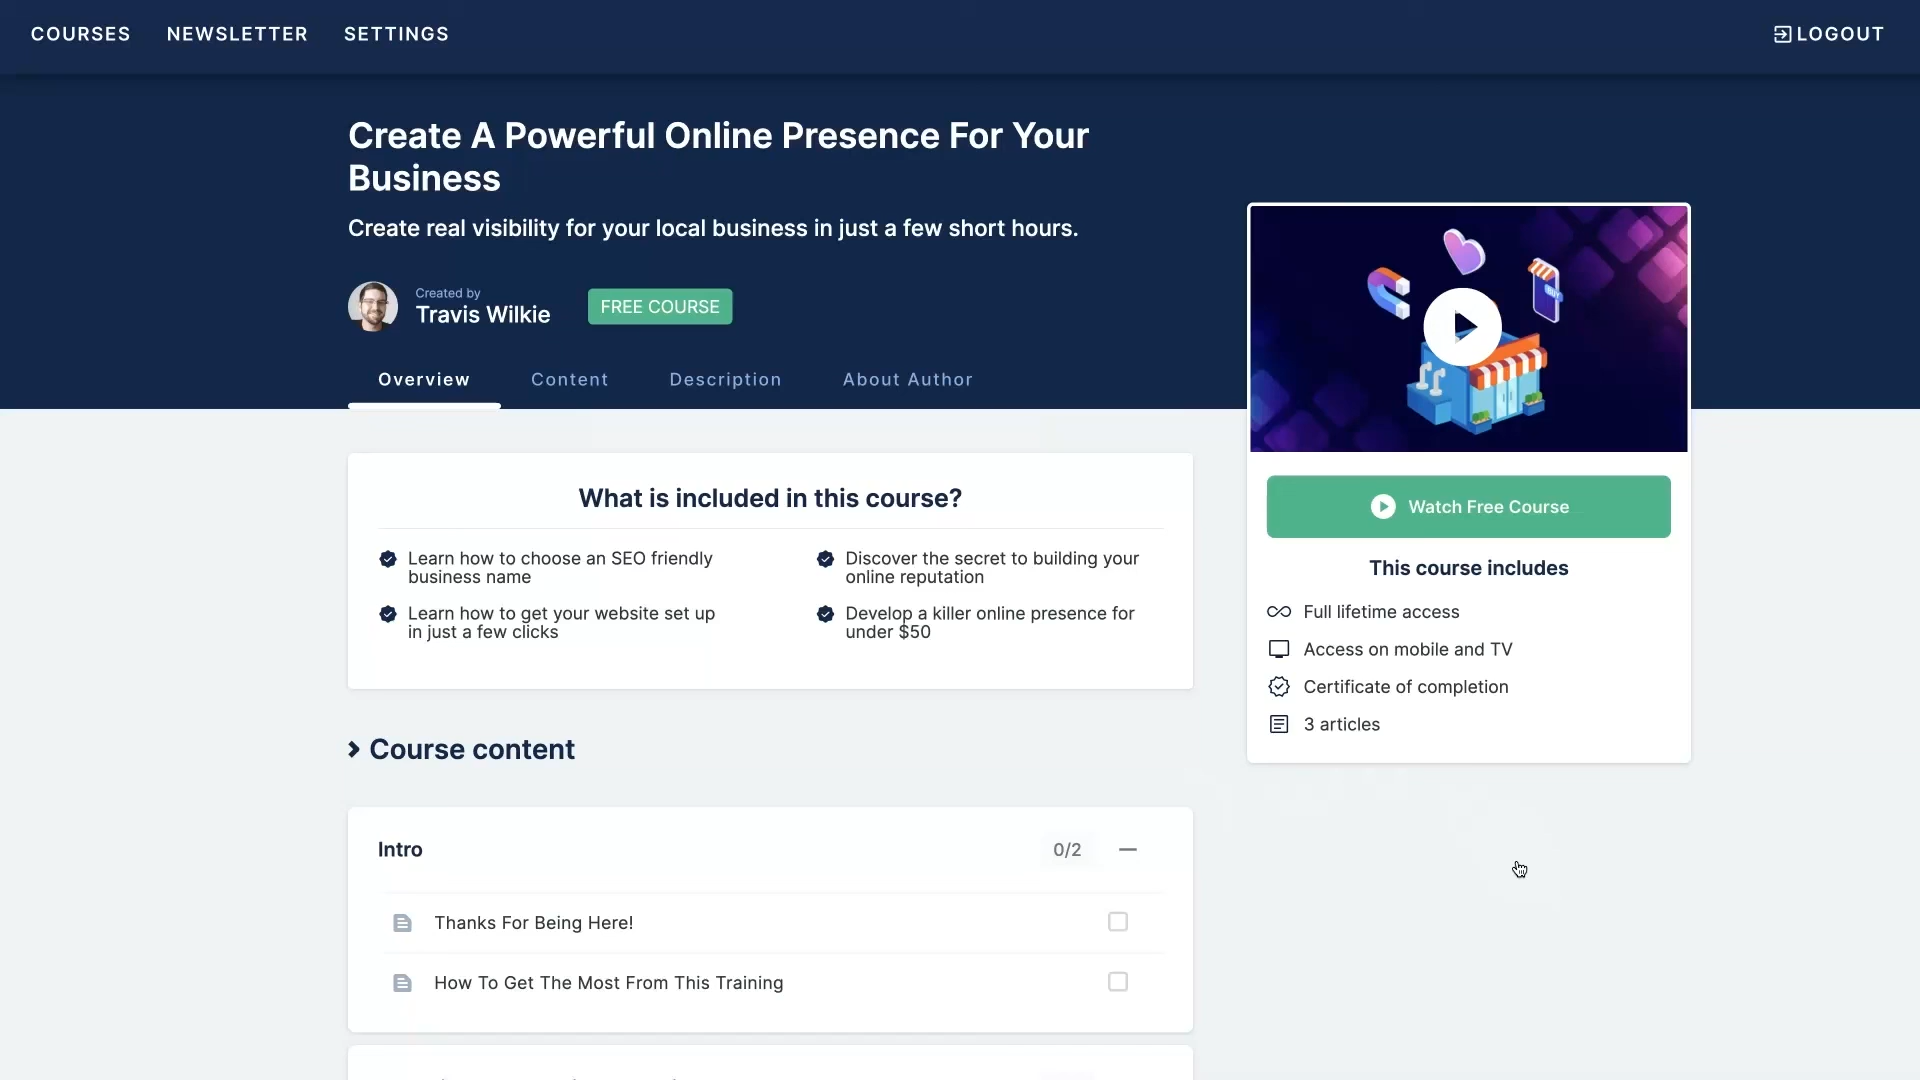 COURSES NEWSLETTER SETTINGS LOGOUT
Create A Powerful Online Presence For Your
Business
Create real visibility for your local business in just a few short hours.
Created by
Travis Wilkie
FREE COURSE
Overview Content Description About Author
What is included in this course?
Learn how to choose an SEO friendly
business name
Discover the secret to building your
online reputation
Learn how to get your website set up
in just a few clicks
Develop a killer online presence for
under $50
BUY
Watch Free Course
This course includes
Full lifetime access
Access on mobile and TV
Certificate of completion
3 articles
Course content
Intro 0/2
Thanks For Being Here!
How To Get The Most From This Training